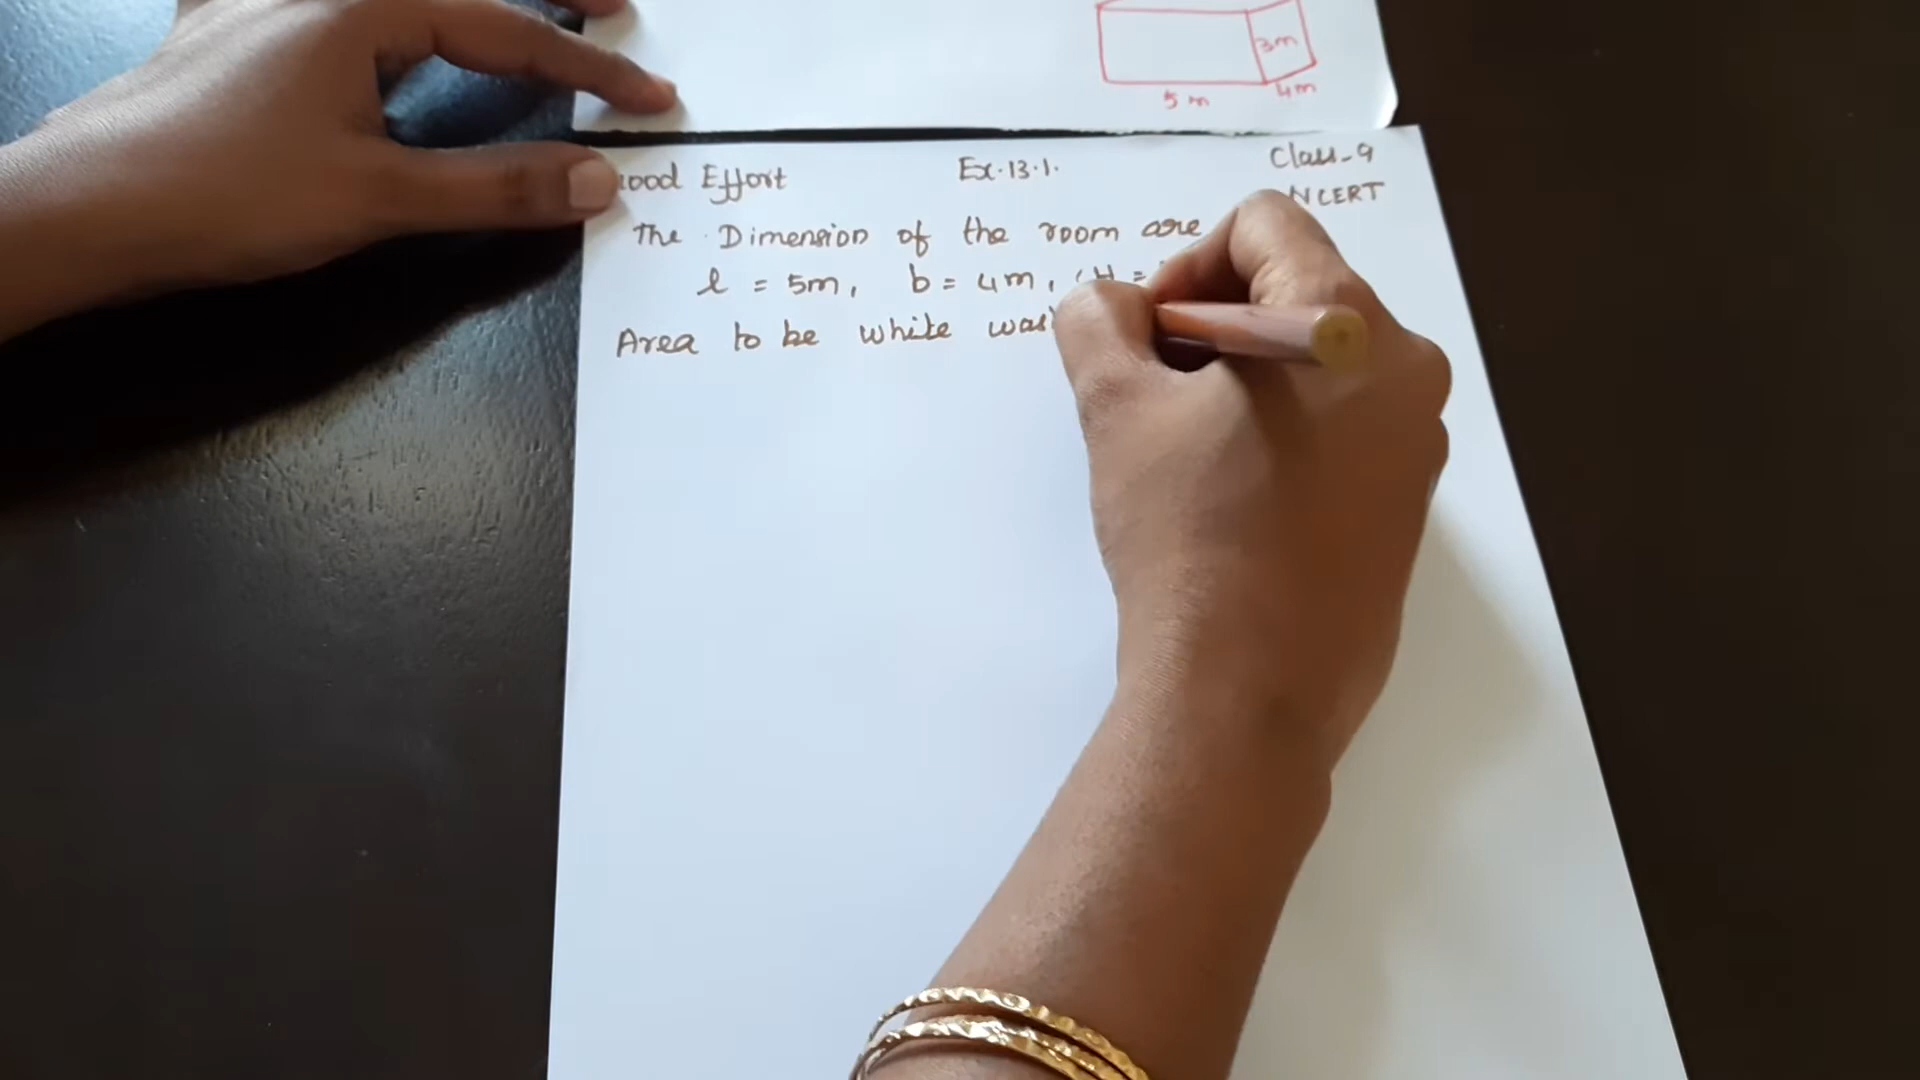 3m
5 m
4m
Effort
Ex.13.1.
Class-9
NCERT
The Dimension of the room are
l = 5m, b = 4m, H =
Area to be white